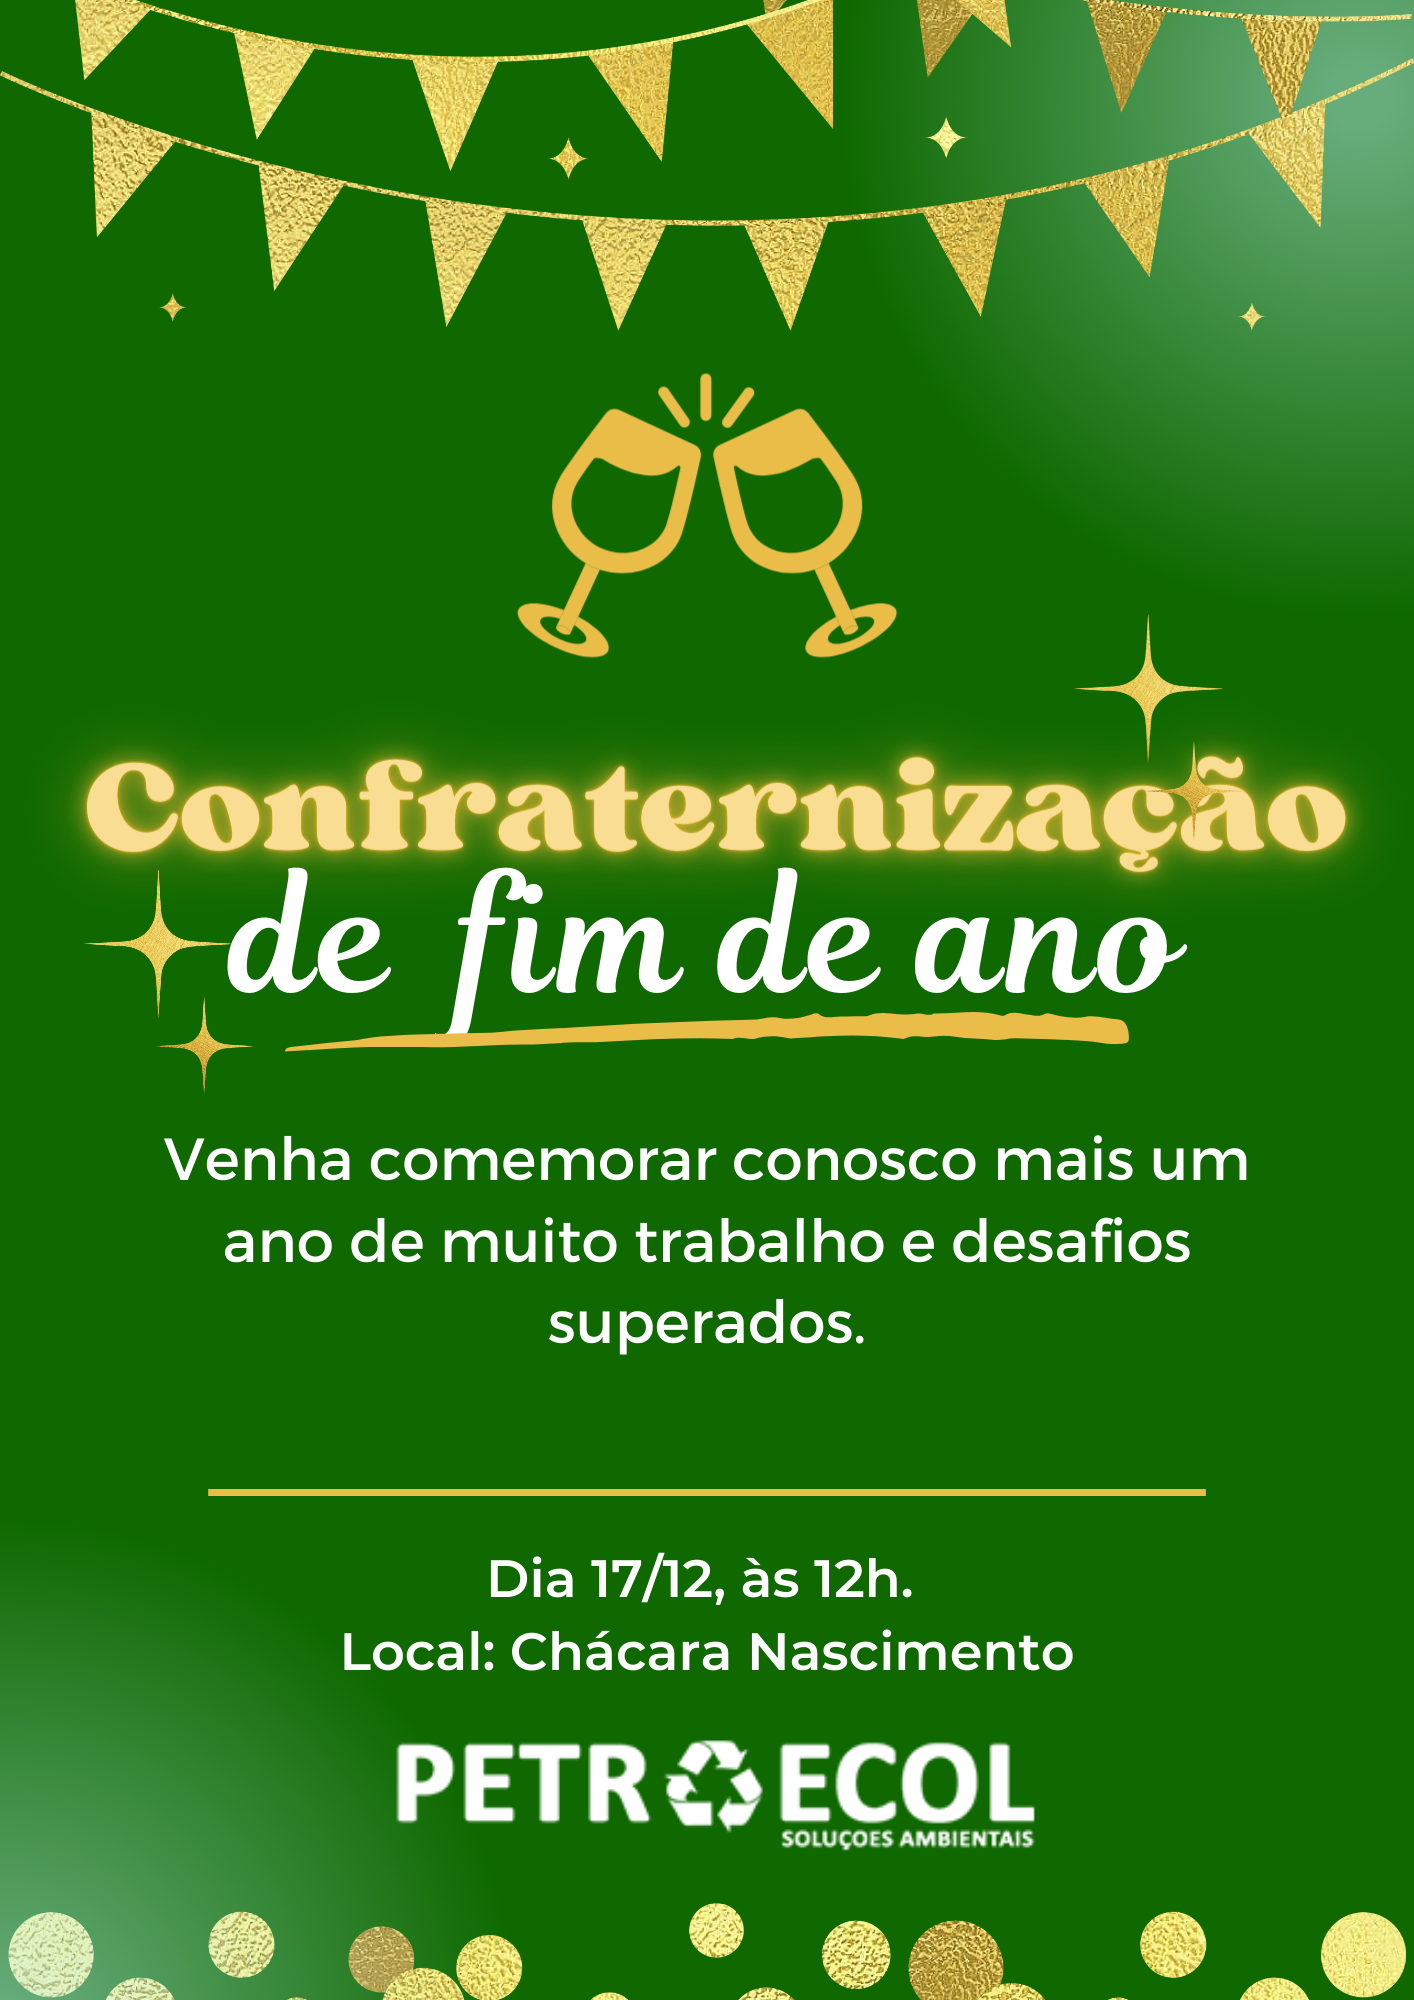 Confraternização
de fim de ano
Venha comemorar conosco mais um
ano de muito trabalho e desafios
superados.
Dia 17/12, às 12h.
Local: Chácara Nascimento
PETR ECOL
SOLUÇOES AMBIENTAIS